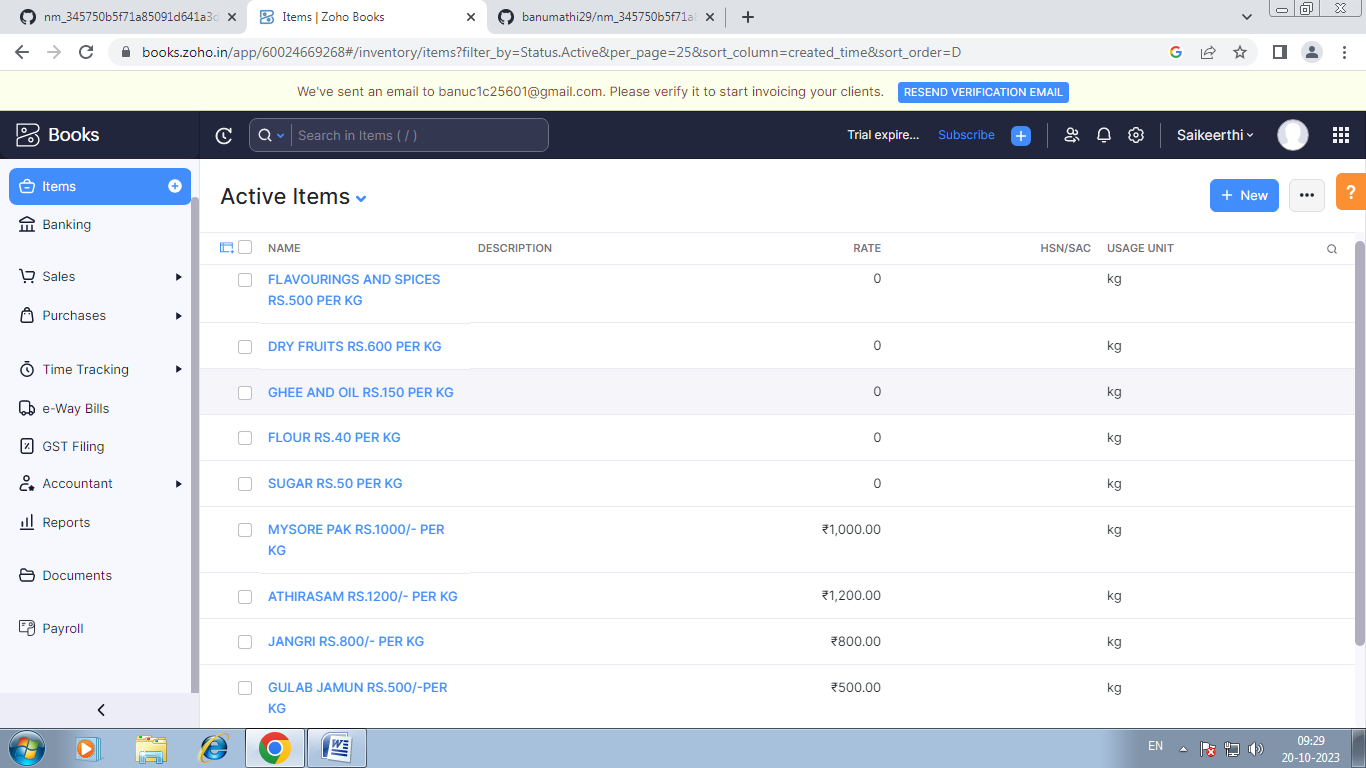 nm_345750b5f71a85091d641a3d
Items | Zoho Books
banumathi29/nm_345750b5f71a8
books.zoho.in/app/60024669268#/inventory/items?filter_by=Status.Active&per_page=25&sort_column=created_time&sort_order=D
We've sent an email to banuc1c25601@gmail.com. Please verify it to start invoicing your clients.
RESEND VERIFICATION EMAIL
Books
Search in Items ( / )
Trial expire...
Subscribe
Saikeerthi
Items
Banking
Sales
Purchases
Time Tracking
e-Way Bills
GST Filing
Accountant
Reports
Documents
Payroll
Active Items
+ New
?
NAME DESCRIPTION RATE HSN/SAC USAGE UNIT
FLAVOURINGS AND SPICES 0 kg
RS.500 PER KG
DRY FRUITS RS.600 PER KG 0 kg
GHEE AND OIL RS.150 PER KG 0 kg
FLOUR RS.40 PER KG 0 kg
SUGAR RS.50 PER KG 0 kg
MYSORE PAK RS.1000/- PER ₹1,000.00 kg
KG
ATHIRASAM RS.1200/- PER KG ₹1,200.00 kg
JANGRI RS.800/- PER KG ₹800.00 kg
GULAB JAMUN RS.500/-PER ₹500.00 kg
KG
EN
09:29
20-10-2023